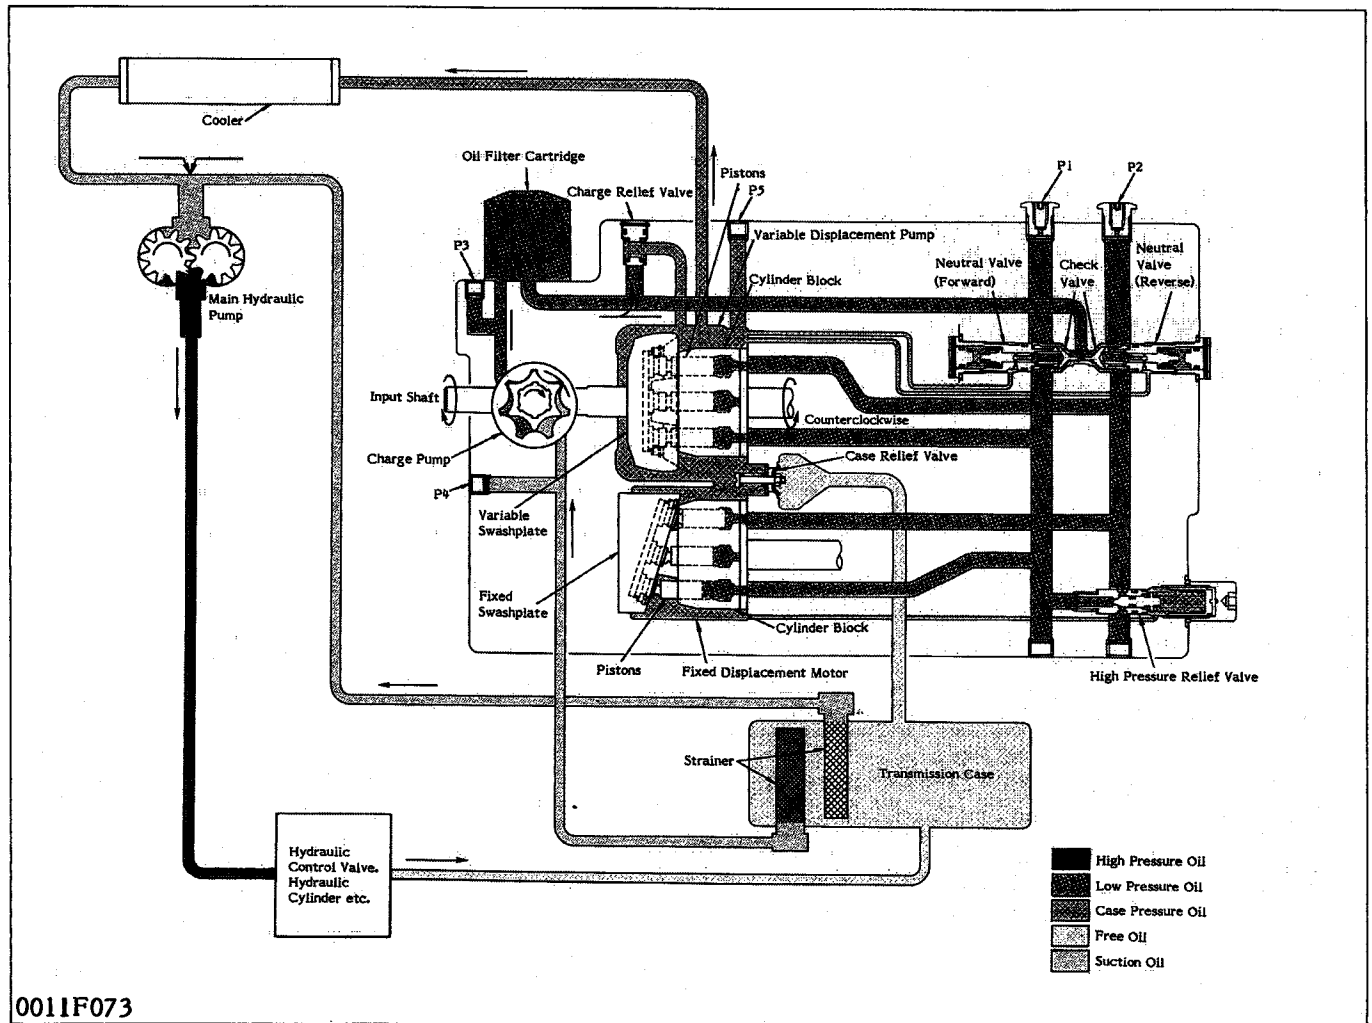 Cooler
Oil Filter Cartridge
Charge Relief Valve
Pistons
P5
P1
P2
P3
Variable Displacement Pump
Neutral Valve
(Forward)
Check
Valve
Neutral
Valve
(Reverse)
Cylinder Block
Main Hydraulic
Pump
Input Shaft
Counterclockwise
Charge Pump
Case Relief Valve
P4
Variable
Swashplate
Fixed
Swashplate
Cylinder Block
Pistons
Fixed Displacement Motor
High Pressure Relief Valve
Strainer
Transmission Case
Hydraulic
Control Valve.
Hydraulic
Cylinder etc.
High Pressure Oil
Low Pressure Oil
Case Pressure Oil
Free Oil
Suction Oil
0011F073